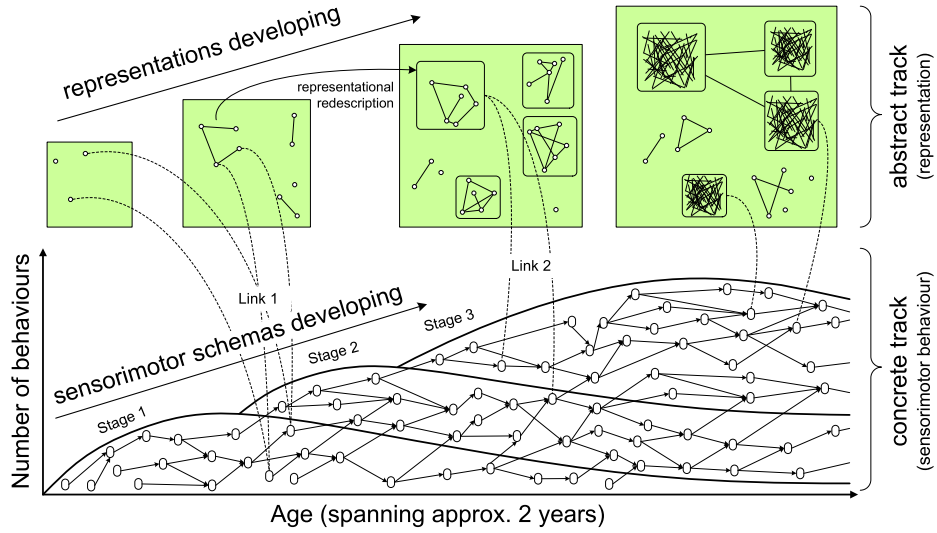 representations developing
representational
redescription
abstract track
(representation)
Link 1
Link 2
sensorimotor schemas developing
Stage 1
Stage 2
Stage 3
Number of behaviours
concrete track
(sensorimotor behaviour)
Age (spanning approx. 2 years)